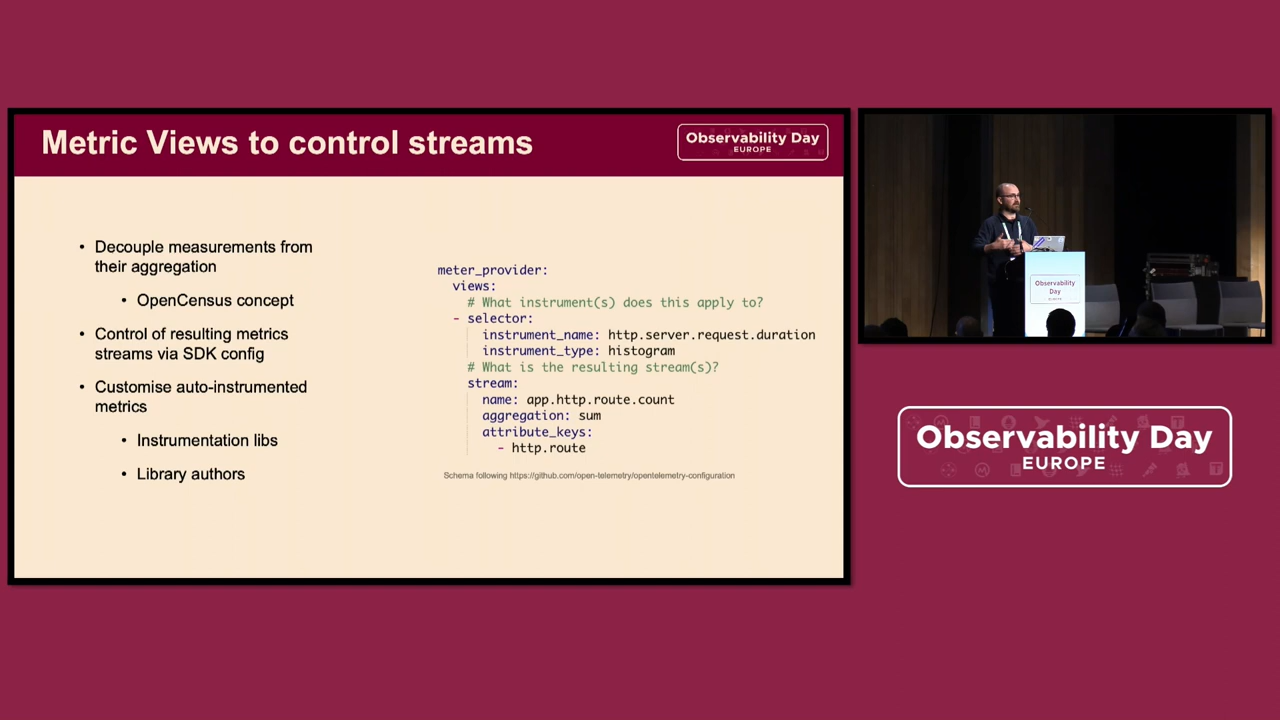 Metric Views to control streams
Observability Day
EUROPE
• Decouple measurements from
their aggregation
• OpenCensus concept
• Control of resulting metrics
streams via SDK config
• Customise auto-instrumented
metrics
• Instrumentation libs
• Library authors
meter_provider:
views:
# What instrument(s) does this apply to?
- selector:
instrument_name: http.server.request.duration
instrument_type: histogram
# What is the resulting stream(s)?
stream:
name: app.http.route.count
aggregation: sum
attribute_keys:
- http.route
Schema following https://github.com/open-telemetry/opentelemetry-configuration
Observability
Day
EUROPE
Observability Day
EUROPE